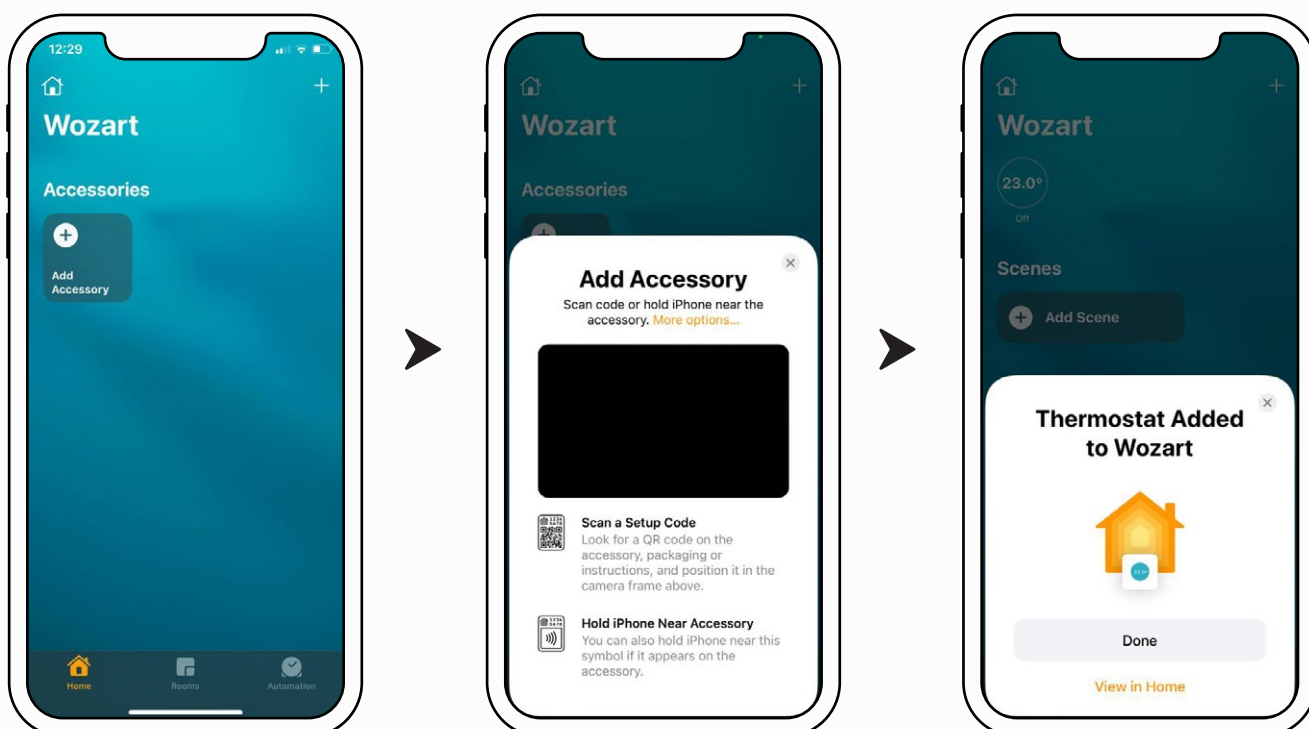 12:29
Wozart
Accessories
Add
Accessory
Home
Rooms
Automation
Wozart
Accessories
Add Accessory
Scan code or hold iPhone near the
accessory. More options...
Scan a Setup Code
Look for a QR code on the
accessory, packaging or
instructions, and position it in the
camera frame above.
Hold iPhone Near Accessory
You can also hold iPhone near this
symbol if it appears on the
accessory.
Wozart
23.0°
Off
Scenes
Add Scene
Thermostat Added
to Wozart
23.0°
Done
View in Home